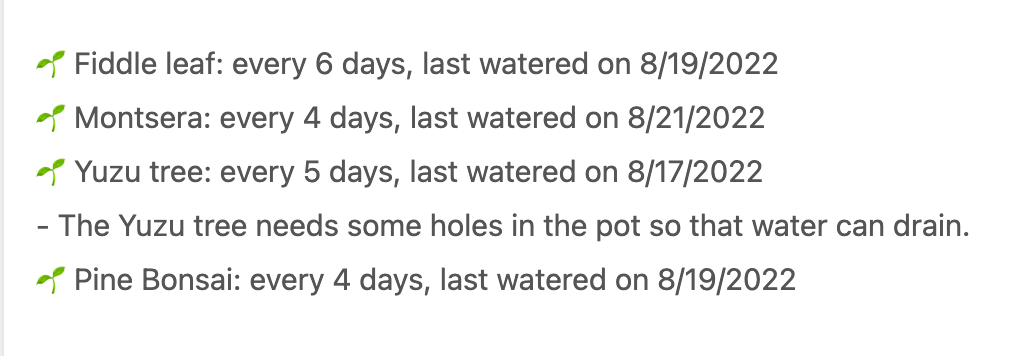 🌱 Fiddle leaf: every 6 days, last watered on 8/19/2022
🌱 Montsera: every 4 days, last watered on 8/21/2022
🌱 Yuzu tree: every 5 days, last watered on 8/17/2022
- The Yuzu tree needs some holes in the pot so that water can drain.
🌱 Pine Bonsai: every 4 days, last watered on 8/19/2022